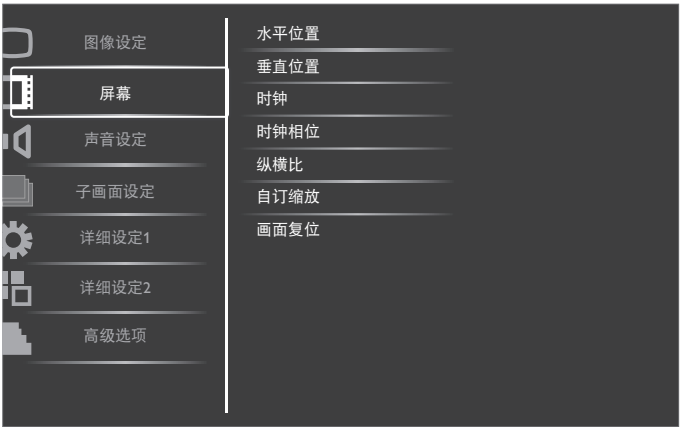 图像设定
屏幕
声音设定
子画面设定
详细设定1
详细设定2
高级选项
水平位置
垂直位置
时钟
时钟相位
纵横比
自订缩放
画面复位